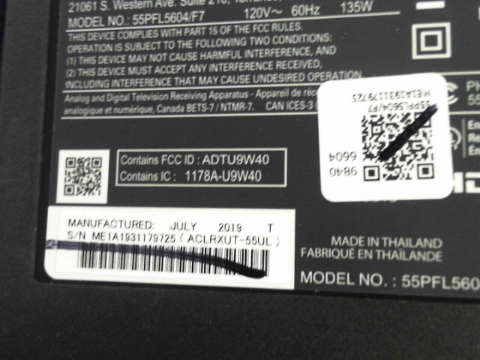 21061 S. Western Ave. Suite 210,
MODEL NO.: 55PFL5604/F7 120V~ 60Hz 135W
THIS DEVICE COMPLIES WITH PART 15 OF THE FCC RULES.
OPERATION IS SUBJECT TO THE FOLLOWING TWO CONDITIONS:
(1) THIS DEVICE MAY NOT CAUSE HARMFUL INTERFERENCE, AND
(2) THIS DEVICE MUST ACCEPT ANY INTERFERENCE RECEIVED,
INCLUDING INTERFERENCE THAT MAY CAUSE UNDESIRED
Analog and Digital Television Receiving Apparatus
analogique et numérique, Canada BETS-7 / NTMR-7. CAN ICES-3
ME1A1931179725
55PFL5604/F7
9840
6604
Contains FCC ID : ADTU9W40
Contains IC : 1178A-U9W40
MANUFACTURED: JULY 2019 T
S/N ME1A1931179725 (ACLRXUT-55UL)
MADE IN THAILAND
FABRIQUÉ EN THAÏLANDE
MODEL NO. : 55PFL560